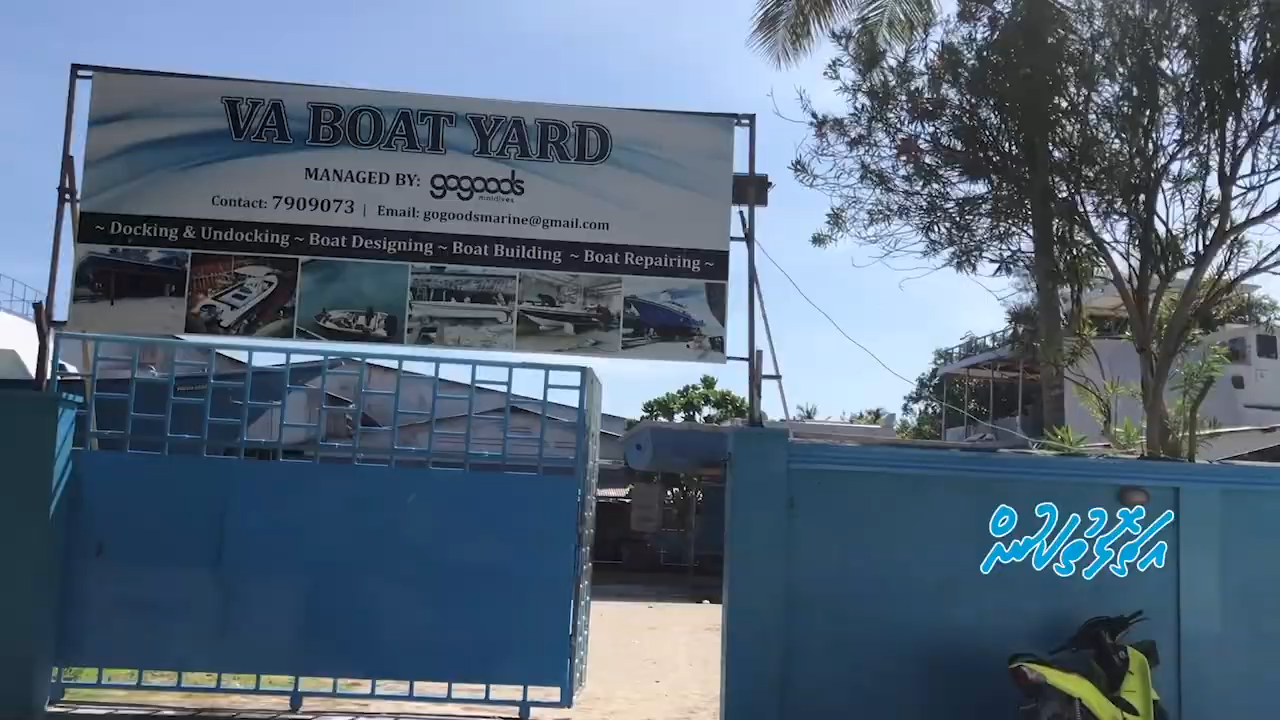 VA BOAT YARD
MANAGED BY: gogoods
maldives
Contact: 7909073 | Email: gogoodsmarine@gmail.com
~ Docking & Undocking ~ Boat Designing ~ Boat Building ~ Boat Repairing ~